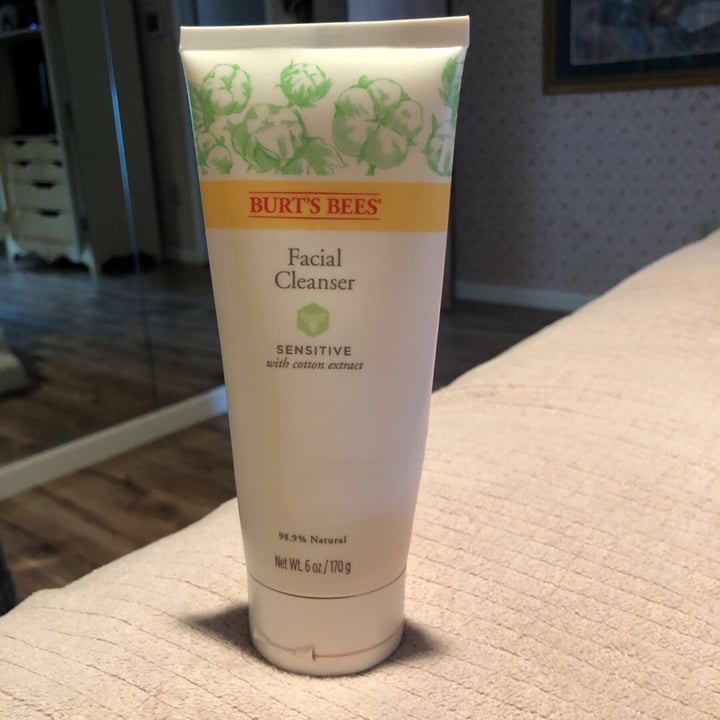 BURT'S BEES®
Facial
Cleanser
SENSITIVE
with cotton extract
98.9% Natural
Net Wt. 6 oz / 170 g